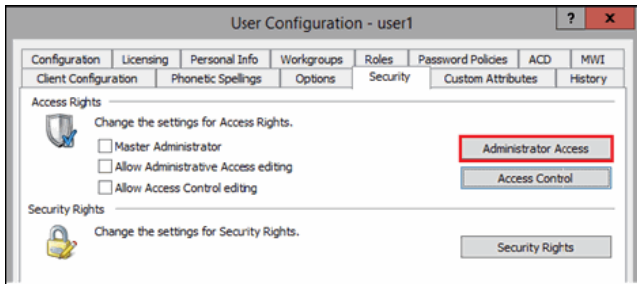 User Configuration - user1
? x
Configuration Licensing Personal Info Workgroups Roles Password Policies ACD MWI
Client Configuration Phonetic Spellings Options Security Custom Attributes History
Access Rights
Change the settings for Access Rights.
Master Administrator
Administrator Access
Allow Administrative Access editing
Access Control
Allow Access Control editing
Security Rights
Change the settings for Security Rights.
Security Rights